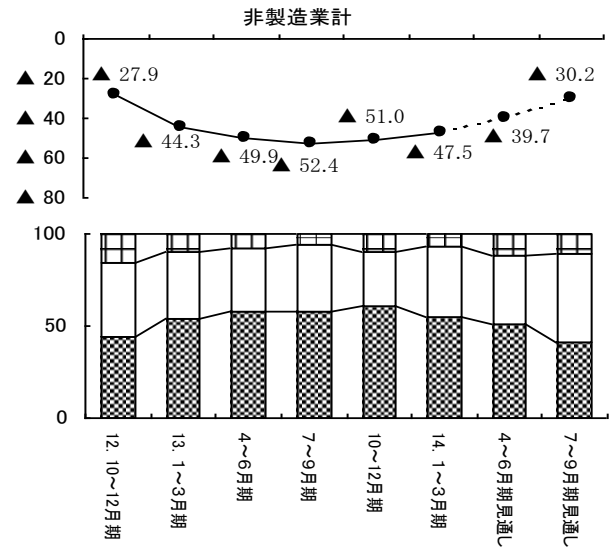 非製造業計
0
▲ 20
▲ 40
▲ 60
▲ 80
▲ 27.9
▲ 44.3
▲ 49.9
▲ 52.4
▲ 51.0
▲ 47.5
▲ 39.7
▲ 30.2
100
50
0
12. 10～12月期
13. 1～3月期
4～6月期
7～9月期
10～12月期
14. 1～3月期
4～6月期見通し
7～9月期見通し